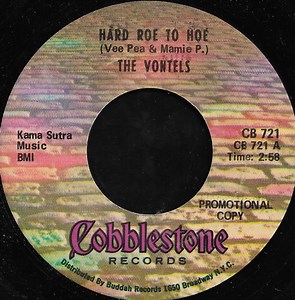 HARD ROE TO HOE
(Vee Pea & Mamie P.)
THE VONTELS
Kama Sutra
Music
BMI
CB 721
CB 721 A
Time: 2:58
PROMOTIONAL
COPY
Cobblestone
RECORDS
Distributed By Buddah Records 1650 Broadway N.Y.C.